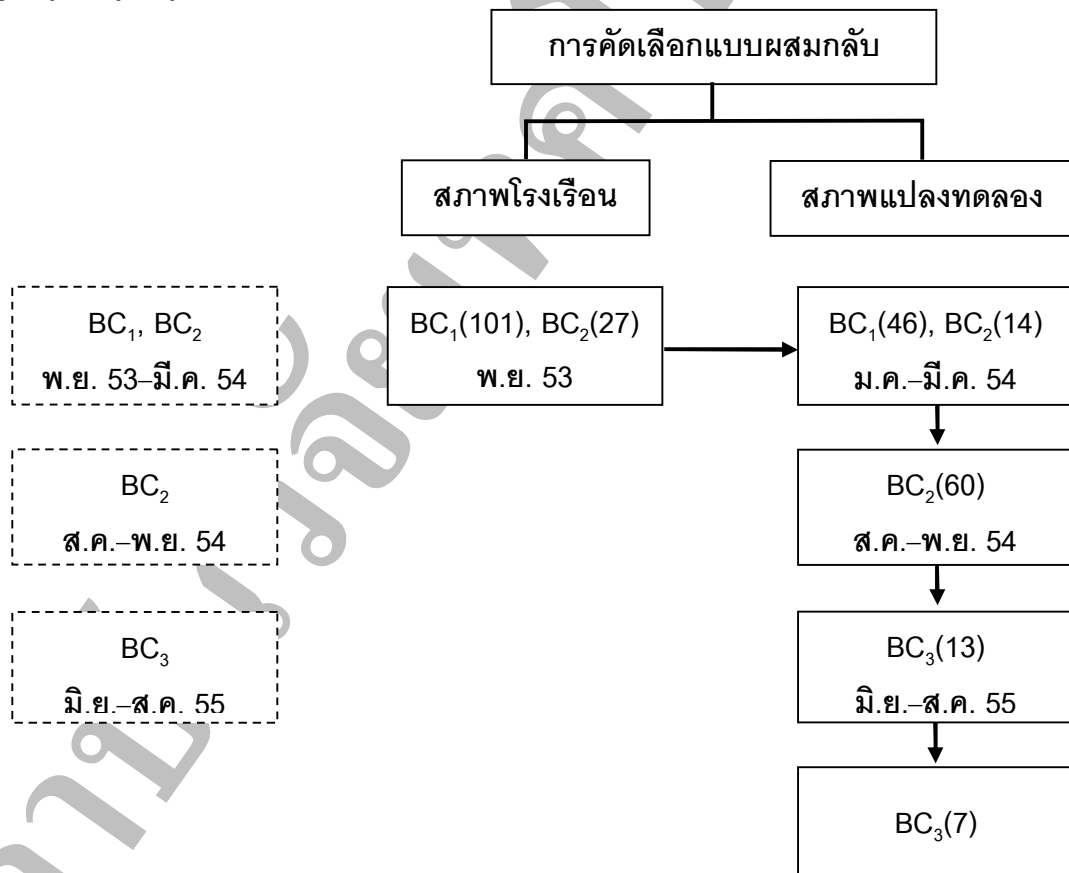 การคัดเลือกแบบผสมกลับ
สภาพโรงเรือน
สภาพแปลงทดลอง
BC₁, BC₂
พ.ย. 53–มี.ค. 54
BC₁(101), BC₂(27)
พ.ย. 53
BC₁(46), BC₂(14)
ม.ค.–มี.ค. 54
BC₂
ส.ค.–พ.ย. 54
BC₂(60)
ส.ค.–พ.ย. 54
BC₃
มิ.ย.–ส.ค. 55
BC₃(13)
มิ.ย.–ส.ค. 55
BC₃(7)